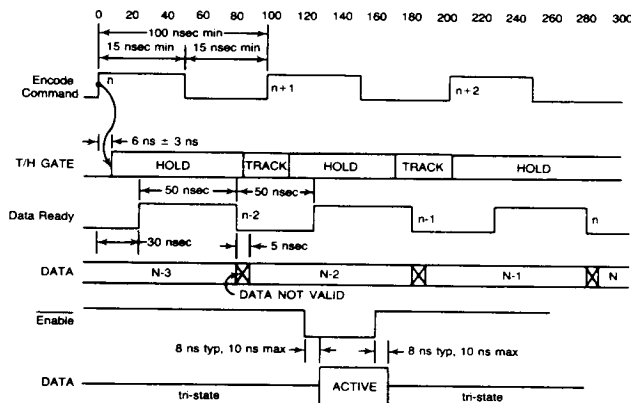 0 20 40 60 80 100 120 140 160 180 200 220 240 260 280 300
100 nsec min
15 nsec min 15 nsec min
Encode Command
n
n+1
n+2
6 ns ± 3 ns
T/H GATE
HOLD TRACK HOLD TRACK HOLD
50 nsec 50 nsec
Data Ready
n-2
n-1
n
30 nsec
5 nsec
DATA
N-3
N-2
N-1
N
DATA NOT VALID
Enable
8 ns typ, 10 ns max
8 ns typ, 10 ns max
DATA
tri-state
ACTIVE
tri-state